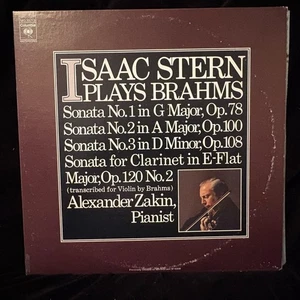 ISAAC STERN
PLAYS BRAHMS
Sonata No.1 in G Major, Op.78
Sonata No.2 in A Major, Op.100
Sonata No.3 in D Minor, Op.108
Sonata for Clarinet in E-Flat
Major, Op.120 No.2
(transcribed for Violin by Brahms)
Alexander Zakin,
Pianist